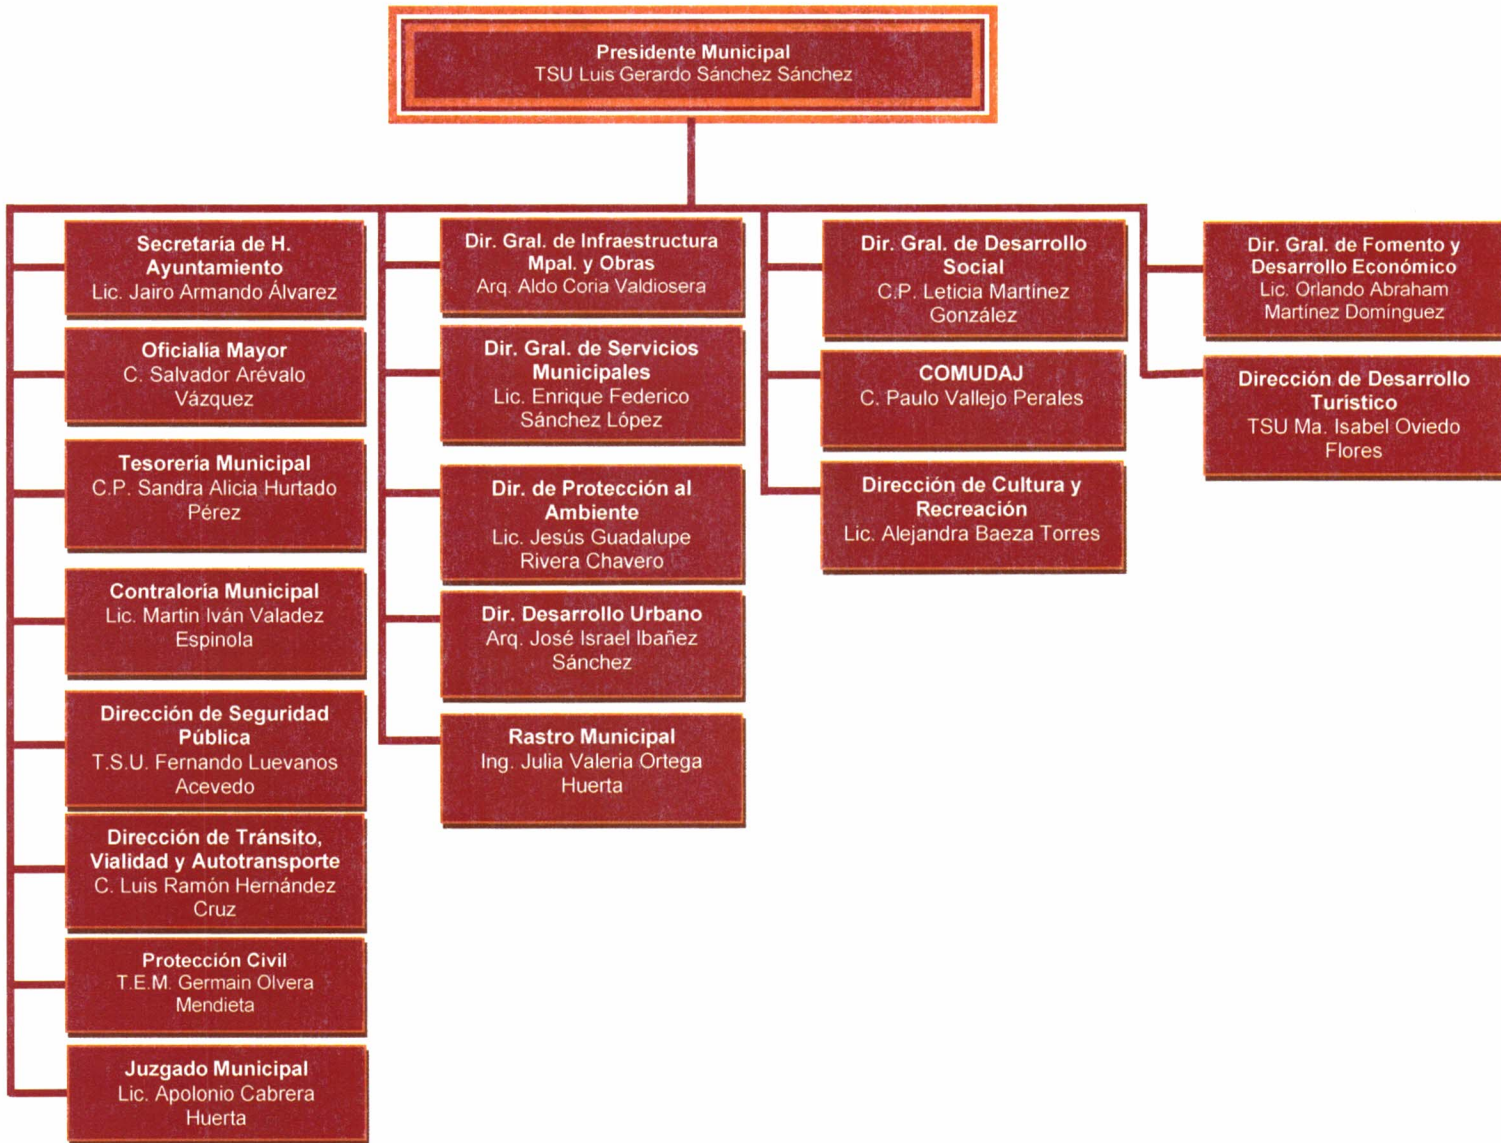 Presidente Municipal
TSU Luis Gerardo Sánchez Sánchez
Secretaria de H.
Ayuntamiento
Lic. Jairo Armando Álvarez
Oficialía Mayor
C. Salvador Arévalo
Vázquez
Tesorería Municipal
C.P. Sandra Alicia Hurtado
Pérez
Contraloría Municipal
Lic. Martin Iván Valadez
Espinola
Dirección de Seguridad
Pública
T.S.U. Fernando Luevanos
Acevedo
Dirección de Tránsito,
Vialidad y Autotransporte
C. Luis Ramón Hernández
Cruz
Protección Civil
T.E.M. Germain Olvera
Mendieta
Juzgado Municipal
Lic. Apolonio Cabrera
Huerta
Dir. Gral. de Infraestructura
Mpal. y Obras
Arq. Aldo Coria Valdiosera
Dir. Gral. de Servicios
Municipales
Lic. Enrique Federico
Sánchez López
Dir. de Protección al
Ambiente
Lic. Jesús Guadalupe
Rivera Chavero
Dir. Desarrollo Urbano
Arq. José Israel Ibañez
Sánchez
Rastro Municipal
Ing. Julia Valeria Ortega
Huerta
Dir. Gral. de Desarrollo
Social
C.P. Leticia Martinez
González
COMUDAJ
C. Paulo Vallejo Perales
Dirección de Cultura y
Recreación
Lic. Alejandra Baeza Torres
Dir. Gral. de Fomento y
Desarrollo Económico
Lic. Orlando Abraham
Martínez Domínguez
Dirección de Desarrollo
Turístico
TSU Ma. Isabel Oviedo
Flores